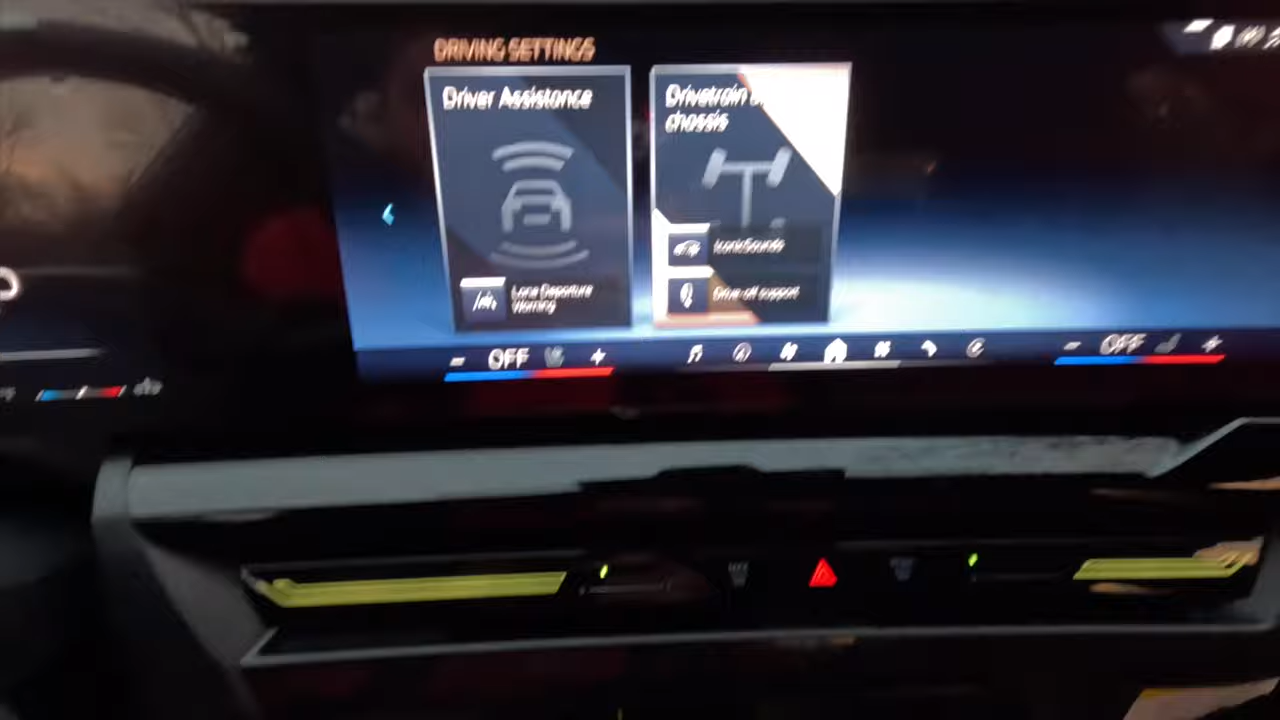 DRIVING SETTINGS
Driver Assistance
Drivetrain
chassis
IconicSounds
Lane Departure
Warning
Drive-off support
OFF
OFF